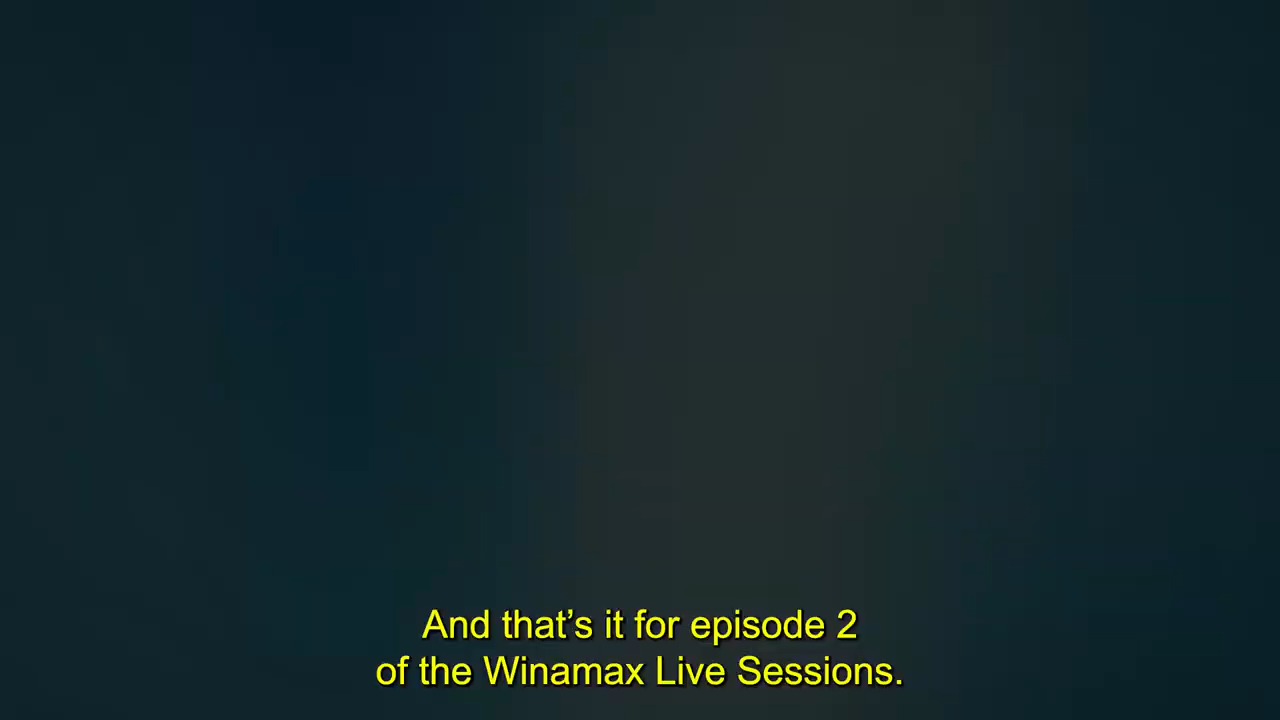 And that’s it for episode 2
of the Winamax Live Sessions.